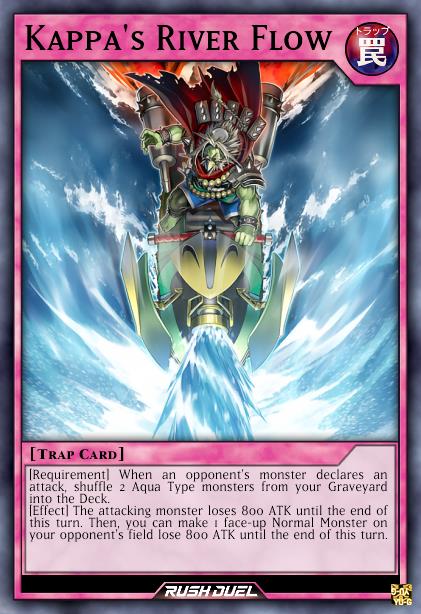 Kappa's River Flow
トラップ
罠
[Trap Card]
[Requirement] When an opponent's monster declares an
attack, shuffle 2 Aqua Type monsters from your Graveyard
into the Deck.
[Effect] The attacking monster loses 800 ATK until the end of
this turn. Then, you can make 1 face-up Normal Monster on
your opponent's field lose 800 ATK until the end of this turn.
RUSH DUEL